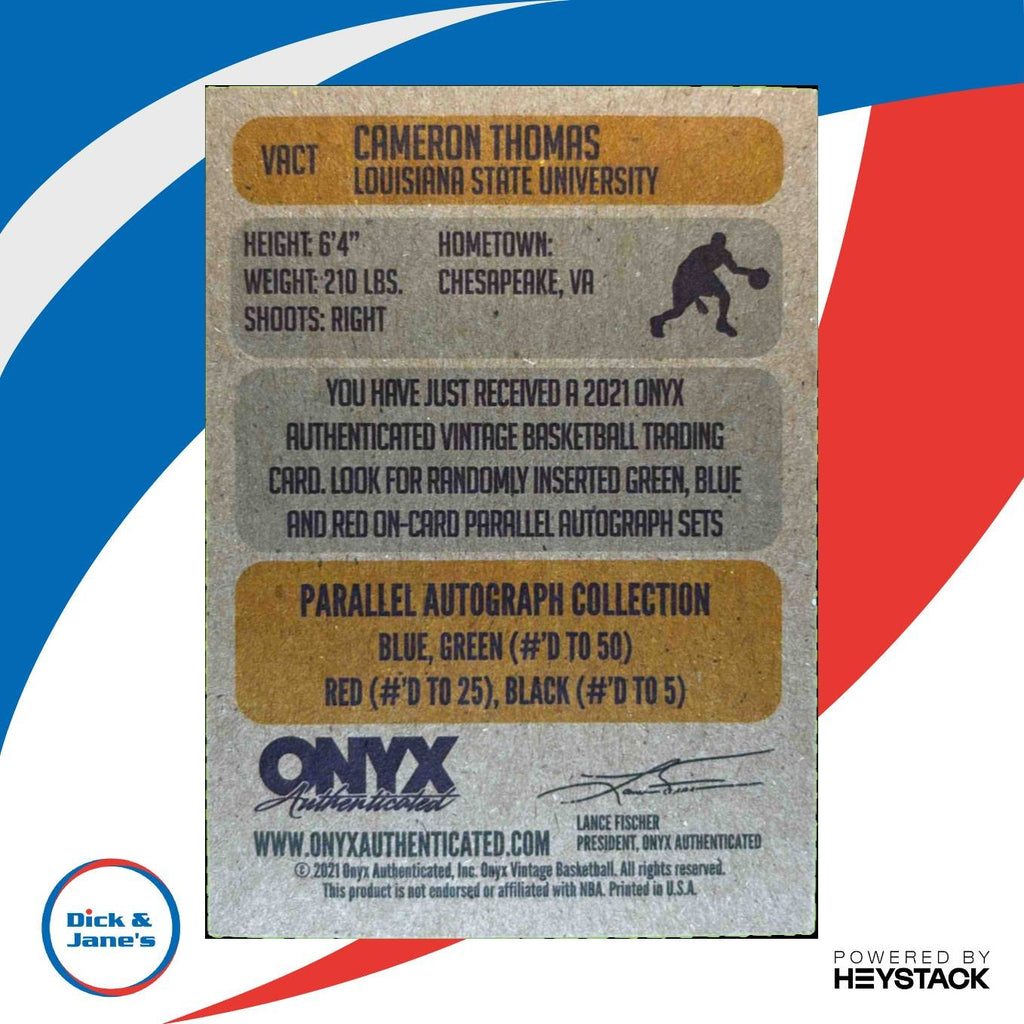 VACT
CAMERON THOMAS
LOUISIANA STATE UNIVERSITY
HEIGHT: 6'4"
WEIGHT: 210 LBS.
SHOOTS: RIGHT
HOMETOWN:
CHESAPEAKE, VA
YOU HAVE JUST RECEIVED A 2021 ONYX
AUTHENTICATED VINTAGE BASKETBALL TRADING
CARD. LOOK FOR RANDOMLY INSERTED GREEN, BLUE
AND RED ON-CARD PARALLEL AUTOGRAPH SETS
PARALLEL AUTOGRAPH COLLECTION
BLUE, GREEN (#'D TO 50)
RED (#'D TO 25), BLACK (#'D TO 5)
ONYX
Authenticated
WWW.ONYXAUTHENTICATED.COM
LANCE FISCHER
PRESIDENT, ONYX AUTHENTICATED
© 2021 Onyx Authenticated, Inc. Onyx Vintage Basketball. All rights reserved.
This product is not endorsed or affiliated with NBA. Printed in U.S.A.
Dick &
Jane's
POWERED BY
HEYSTACK